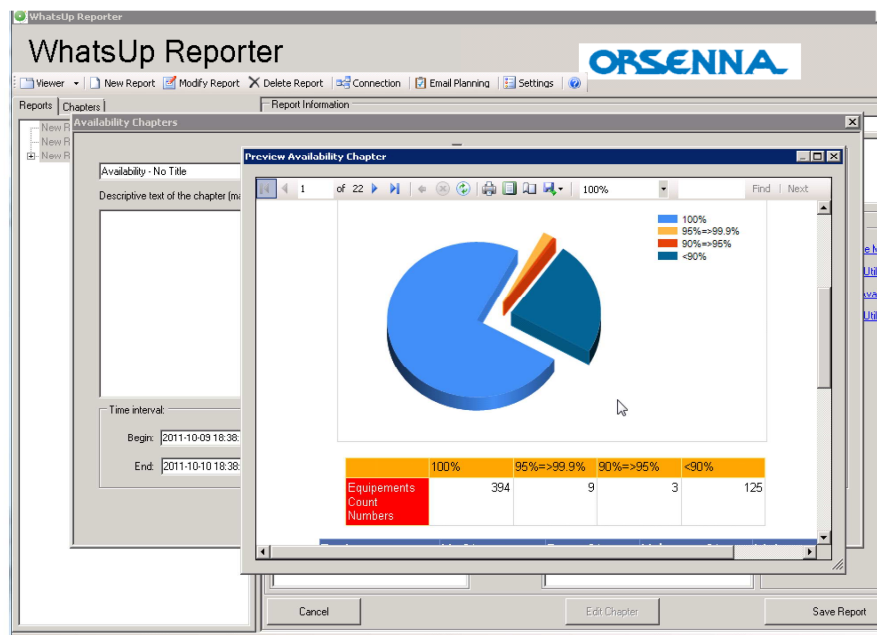 WhatsUp Reporter
WhatsUp Reporter
ORSENNA
Viewer New Report Modify Report Delete Report Connection Email Planning Settings
Reports Chapters
Report Information
New R
New R
New R
Availability Chapters
Availability - No Title
Descriptive text of the chapter (ma
Time interval:
Begin: 2011-10-09 18:38:
End: 2011-10-10 18:38:
Preview Availability Chapter
1 of 22 100% Find | Next
100%
95%=>99.9%
90%=>95%
<90%
100% 95%=>99.9% 90%=>95% <90%
Equipements 394 9 3 125
Count
Numbers
Cancel Edit Chapter Save Report